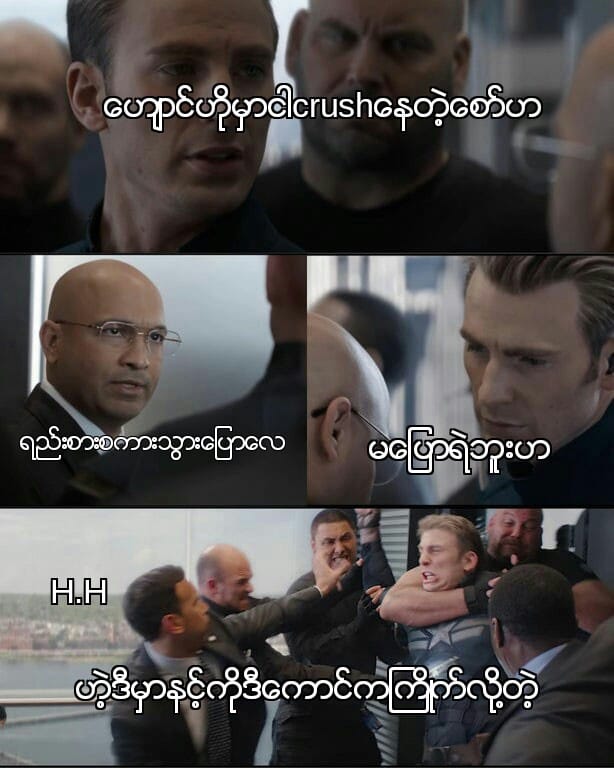 ဟျောင်ဟိုမှာငါcrushနေတဲ့စော်ဟ
ရည်းစားစကားသွားပြောလေ
မပြောရဲဘူးဟ
H.H
ဟဲ့ဒီမှာနင့်ကိုဒီကောင်ကကြိုက်လို့တဲ့